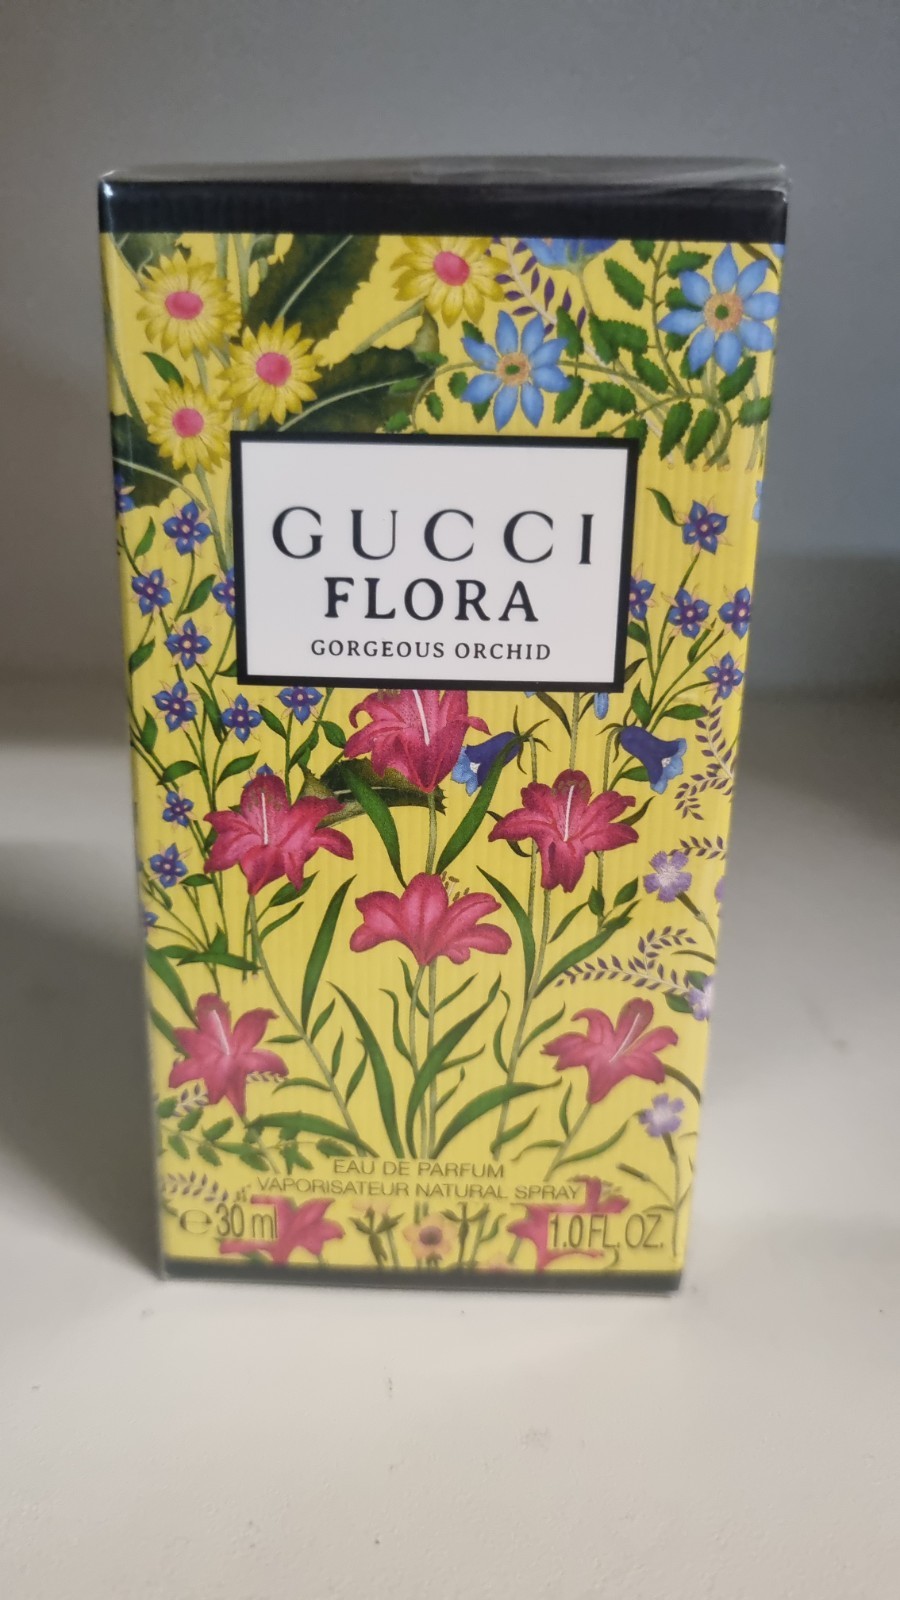 GUCCI
FLORA
GORGEOUS ORCHID
EAU DE PARFUM
VAPORISATEUR NATURAL SPRAY
℮ 30 ml 1.0 FL. OZ.